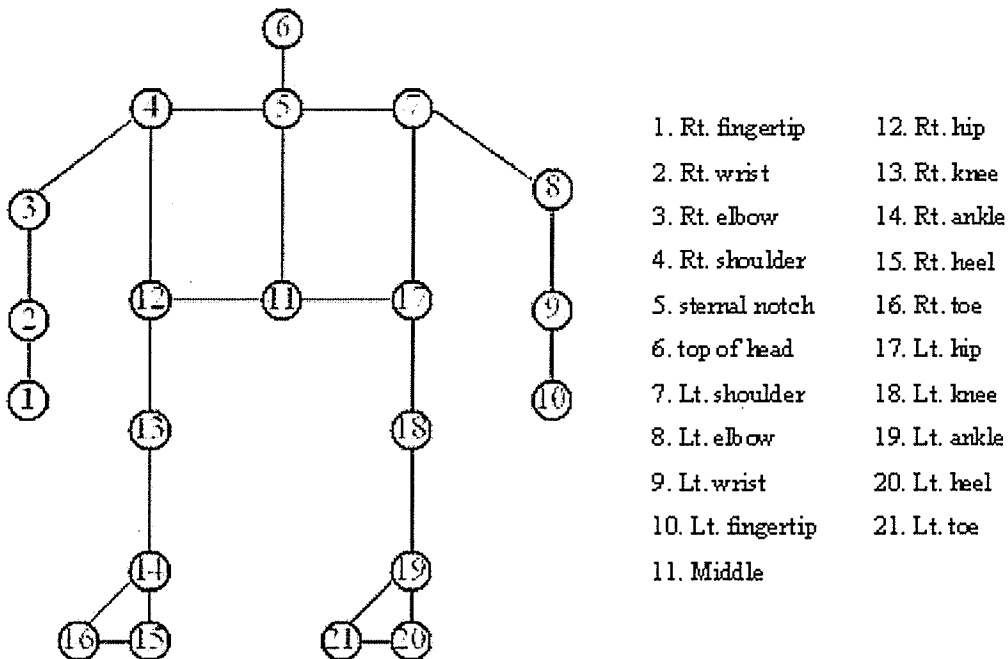 6
4 5 7
3
8
12 11 17
2
9
1
10
13
18
14
19
16 15
21 20
1. Rt. fingertip
2. Rt. wrist
3. Rt. elbow
4. Rt. shoulder
5. sternal notch
6. top of head
7. Lt. shoulder
8. Lt. elbow
9. Lt. wrist
10. Lt. fingertip
11. Middle
12. Rt. hip
13. Rt. knee
14. Rt. ankle
15. Rt. heel
16. Rt. toe
17. Lt. hip
18. Lt. knee
19. Lt. ankle
20. Lt. heel
21. Lt. toe